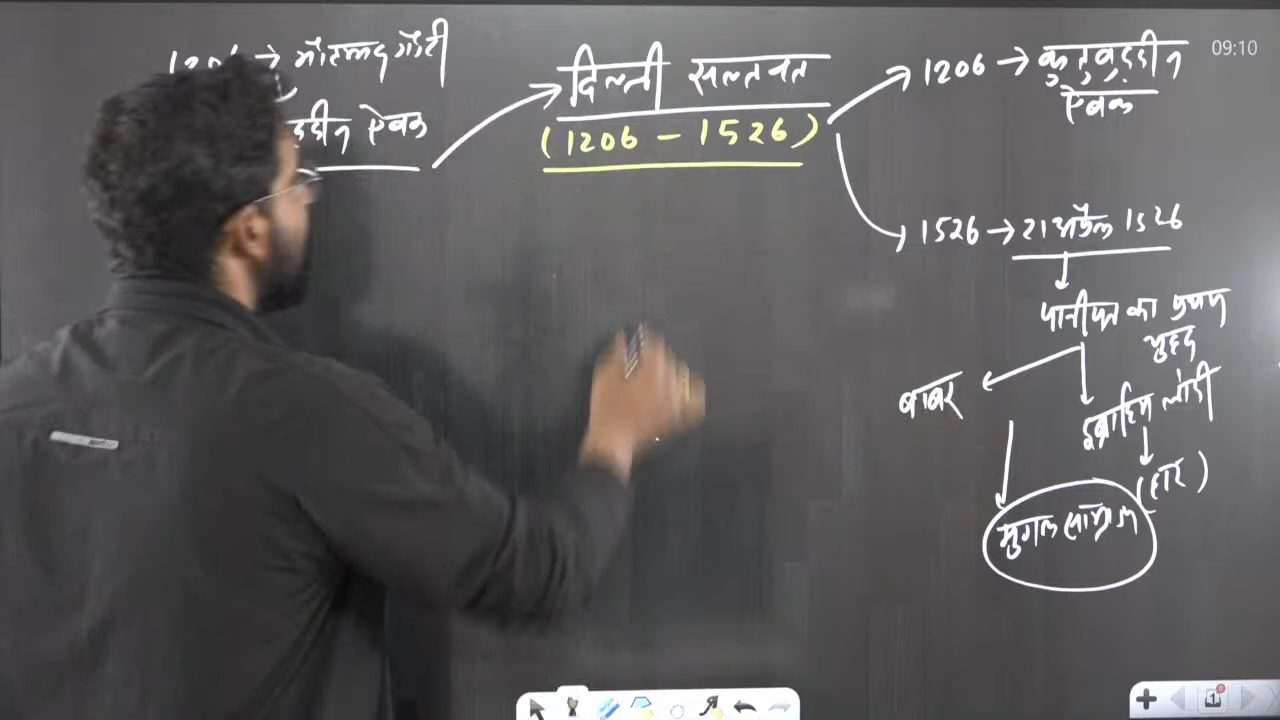 1206 → मोहम्मद गौरी
द्दीन ऐबक
दिल्ली सल्तनत
(1206 - 1526)
1206 → कुतुबुद्दीन
ऐबक
09:10
1526 → 21 अप्रैल 1526
पानीपत का प्रथम
युद्ध
बाबर
इब्राहिम लोदी
(हार)
मुगल साम्राज्य
1